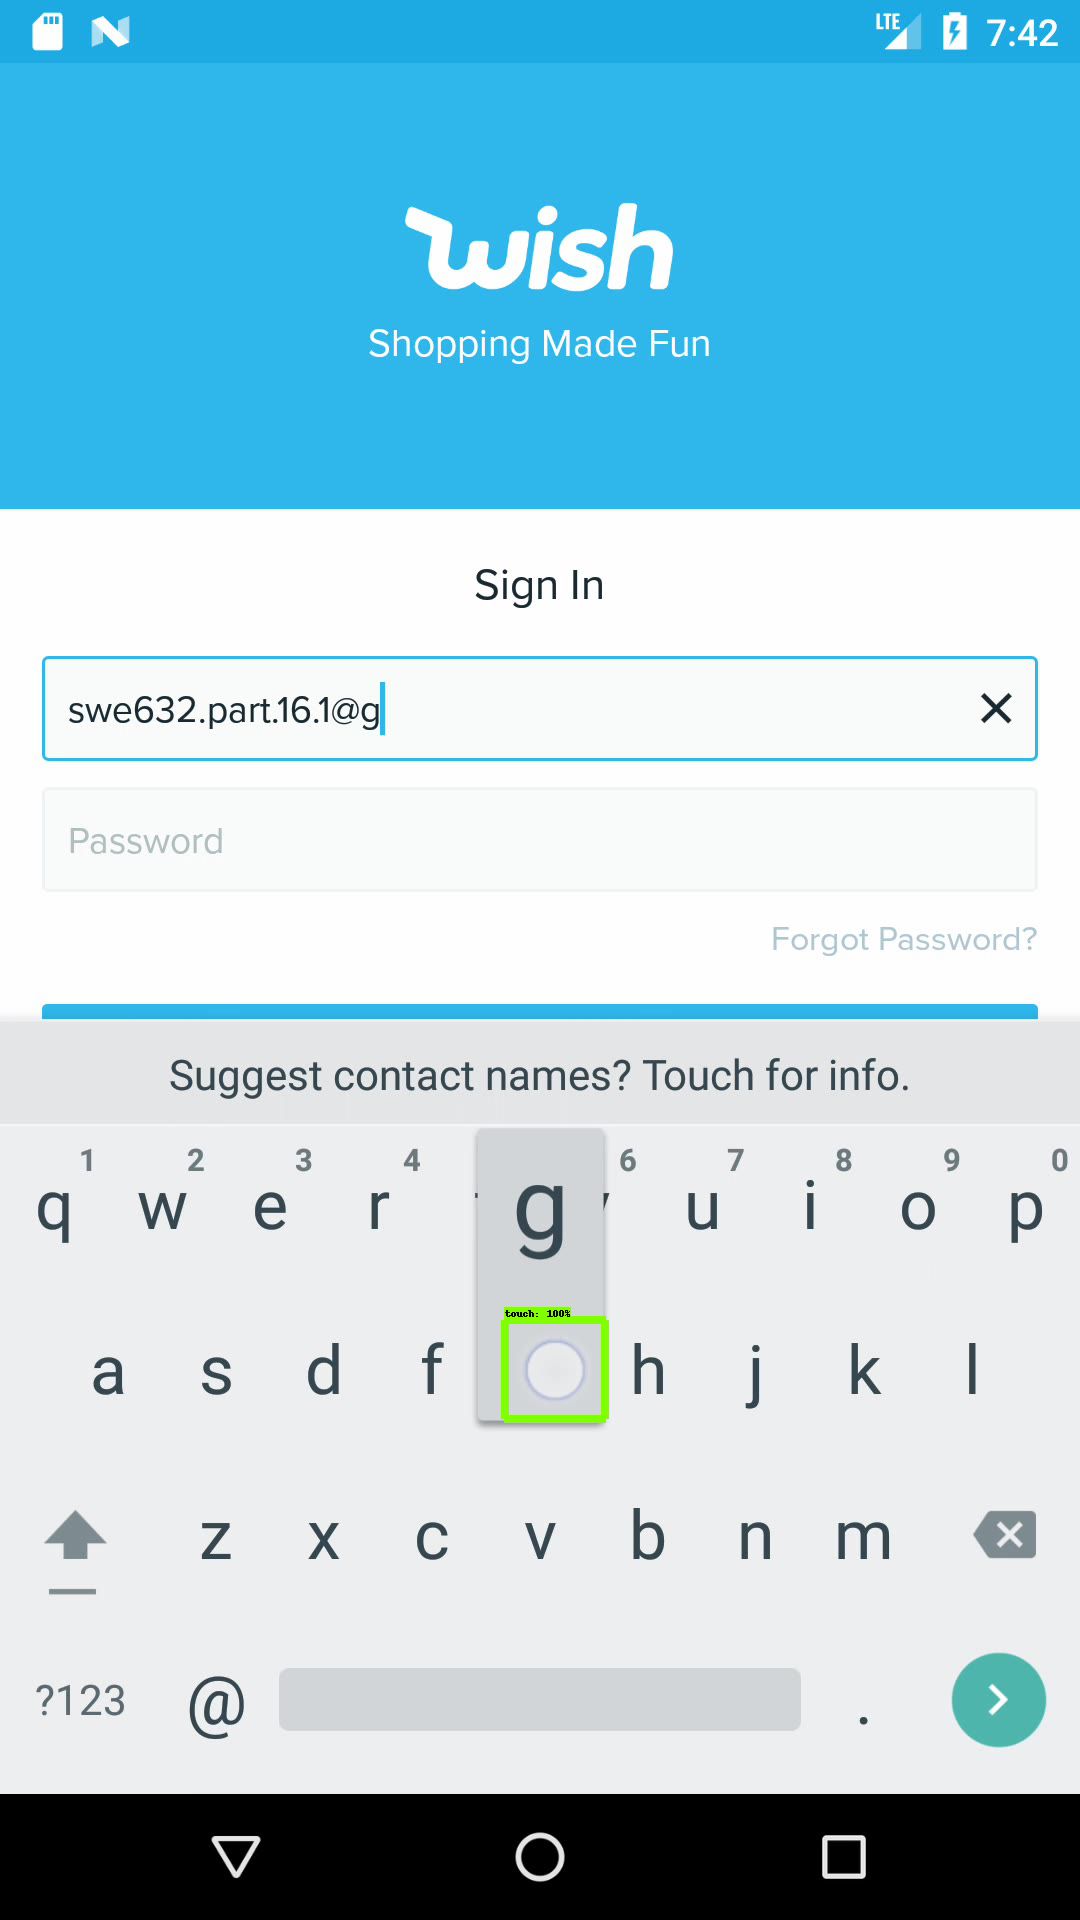 LTE 7:42
wish
Shopping Made Fun
Sign In
swe632.part.16.1@g
Password
Forgot Password?
Suggest contact names? Touch for info.
1 2 3 4 6 7 8 9 0
q w e r g u i o p
touch: 100%
a s d f h j k l
z x c v b n m
?123 @ .